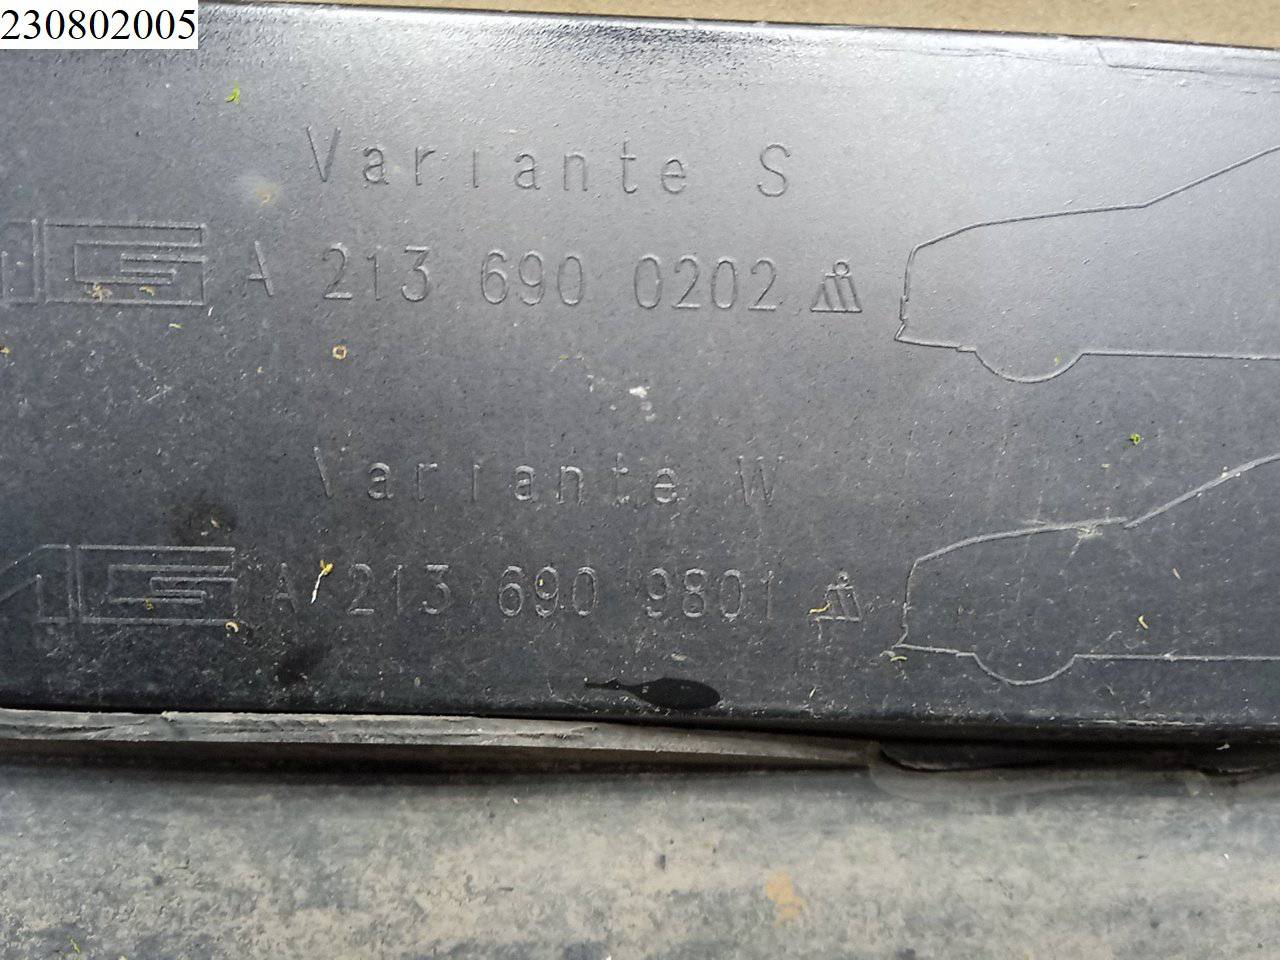 230802005
Variante S
A 213 690 0202
Variante W
A 213 690 9801